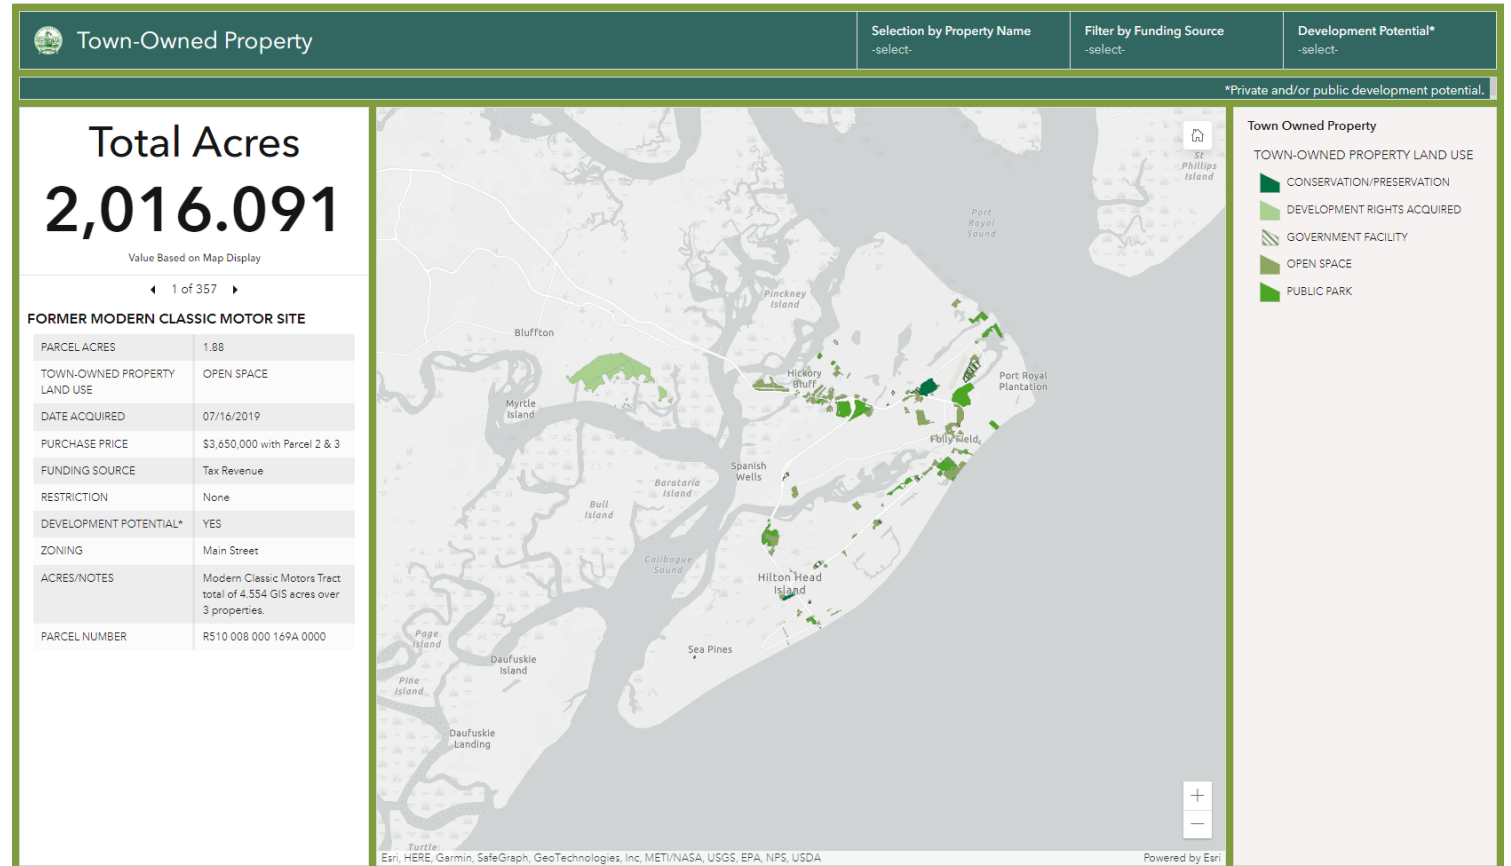 Town-Owned Property
Selection by Property Name
-select-
Filter by Funding Source
-select-
Development Potential*
-select-
*Private and/or public development potential.
Total Acres
2,016.091
Value Based on Map Display
1 of 357
FORMER MODERN CLASSIC MOTOR SITE
PARCEL ACRES 1.88
TOWN-OWNED PROPERTY OPEN SPACE
LAND USE
DATE ACQUIRED 07/16/2019
PURCHASE PRICE $3,650,000 with Parcel 2 & 3
FUNDING SOURCE Tax Revenue
RESTRICTION None
DEVELOPMENT POTENTIAL* YES
ZONING Main Street
ACRES/NOTES Modern Classic Motors Tract
total of 4.554 GIS acres over
3 properties.
PARCEL NUMBER R510 008 000 169A 0000
St
Phillips
Island
Port
Royal
Sound
Pinckney
Island
Bluffton
Hickory
Bluff
Port Royal
Plantation
Myrtle
Island
Folly Field
Spanish
Wells
Barataria
Island
Bull
Island
Calibogue
Sound
Hilton Head
Island
Page
Island
Sea Pines
Daufuskie
Island
Pine
Island
Daufuskie
Landing
Turtle
Esri, HERE, Garmin, SafeGraph, GeoTechnologies, Inc, METI/NASA, USGS, EPA, NPS, USDA
Powered by Esri
Town Owned Property
TOWN-OWNED PROPERTY LAND USE
CONSERVATION/PRESERVATION
DEVELOPMENT RIGHTS ACQUIRED
GOVERNMENT FACILITY
OPEN SPACE
PUBLIC PARK